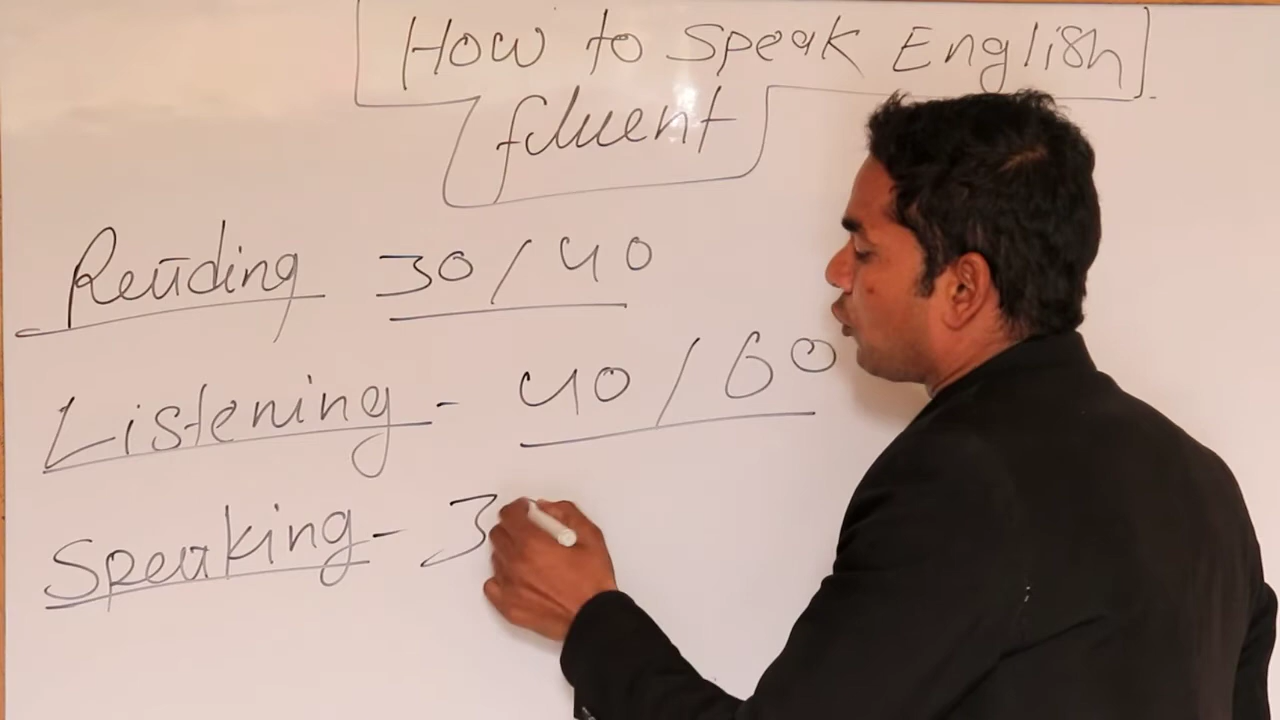 How to Speak English
fluent
Reading 30/40
Listening - 40/60
Speaking - 3